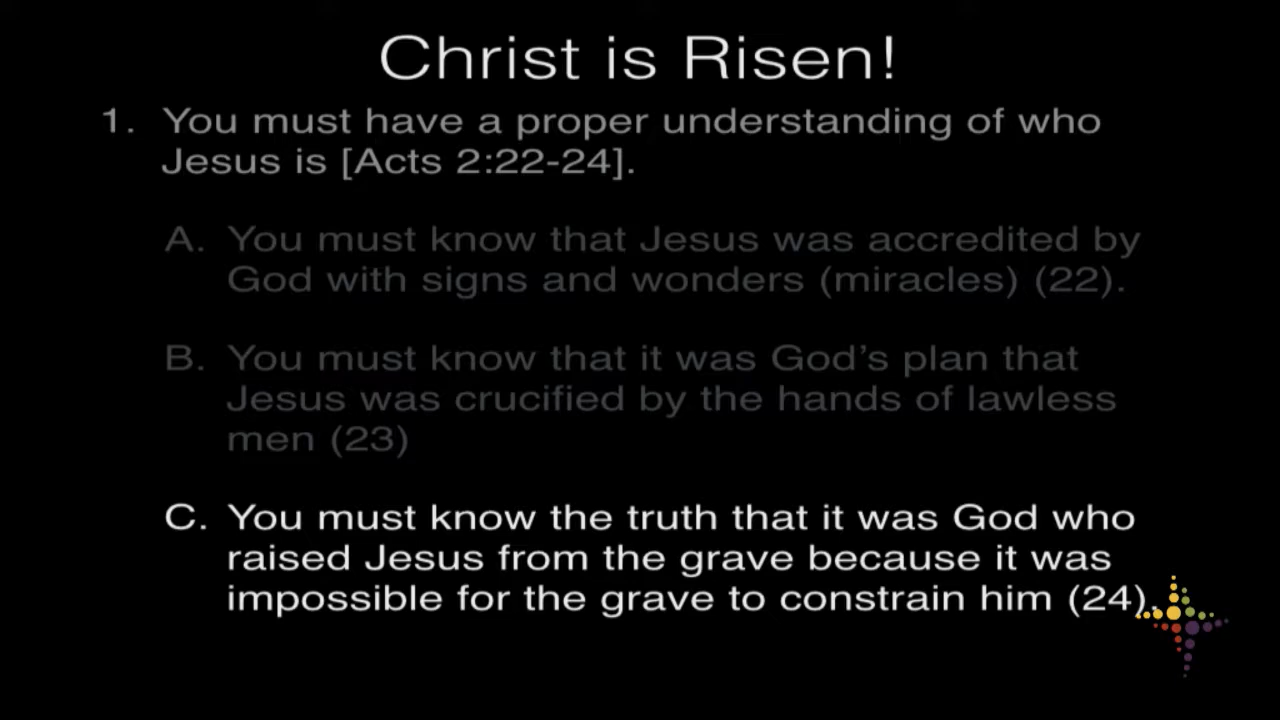 Christ is Risen!
1. You must have a proper understanding of who
Jesus is [Acts 2:22-24].
A. You must know that Jesus was accredited by
God with signs and wonders (miracles) (22).
B. You must know that it was God’s plan that
Jesus was crucified by the hands of lawless
men (23)
C. You must know the truth that it was God who
raised Jesus from the grave because it was
impossible for the grave to constrain him (24).